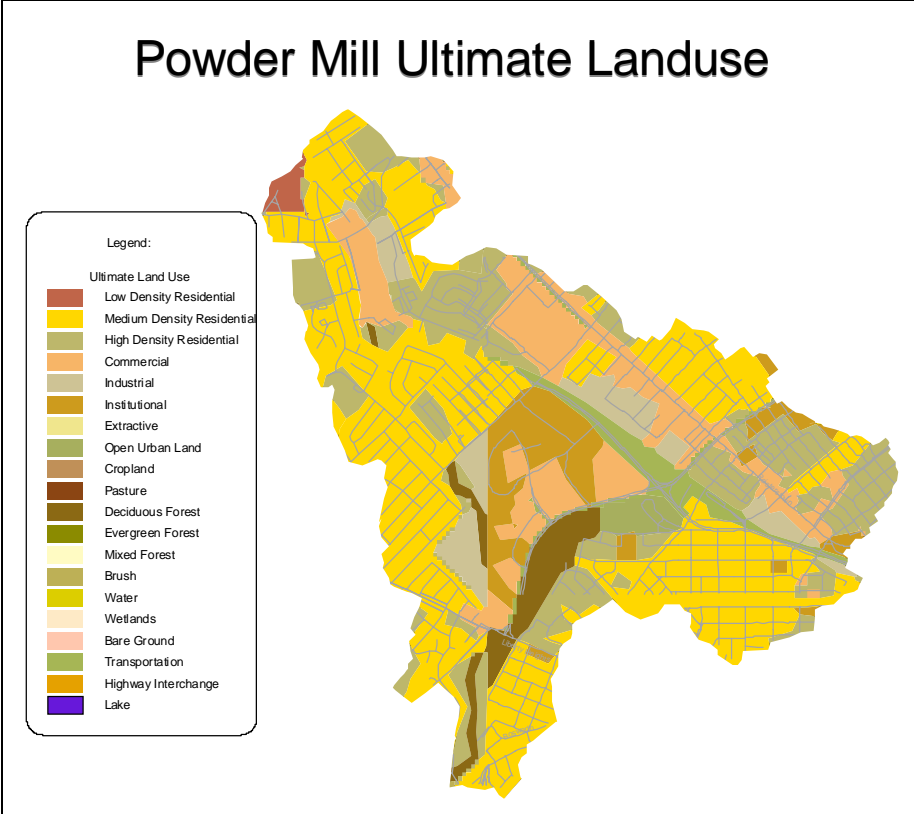 Powder Mill Ultimate Landuse
Legend:
Ultimate Land Use
Low Density Residential
Medium Density Residential
High Density Residential
Commercial
Industrial
Institutional
Extractive
Open Urban Land
Cropland
Pasture
Deciduous Forest
Evergreen Forest
Mixed Forest
Brush
Water
Wetlands
Bare Ground
Transportation
Highway Interchange
Lake